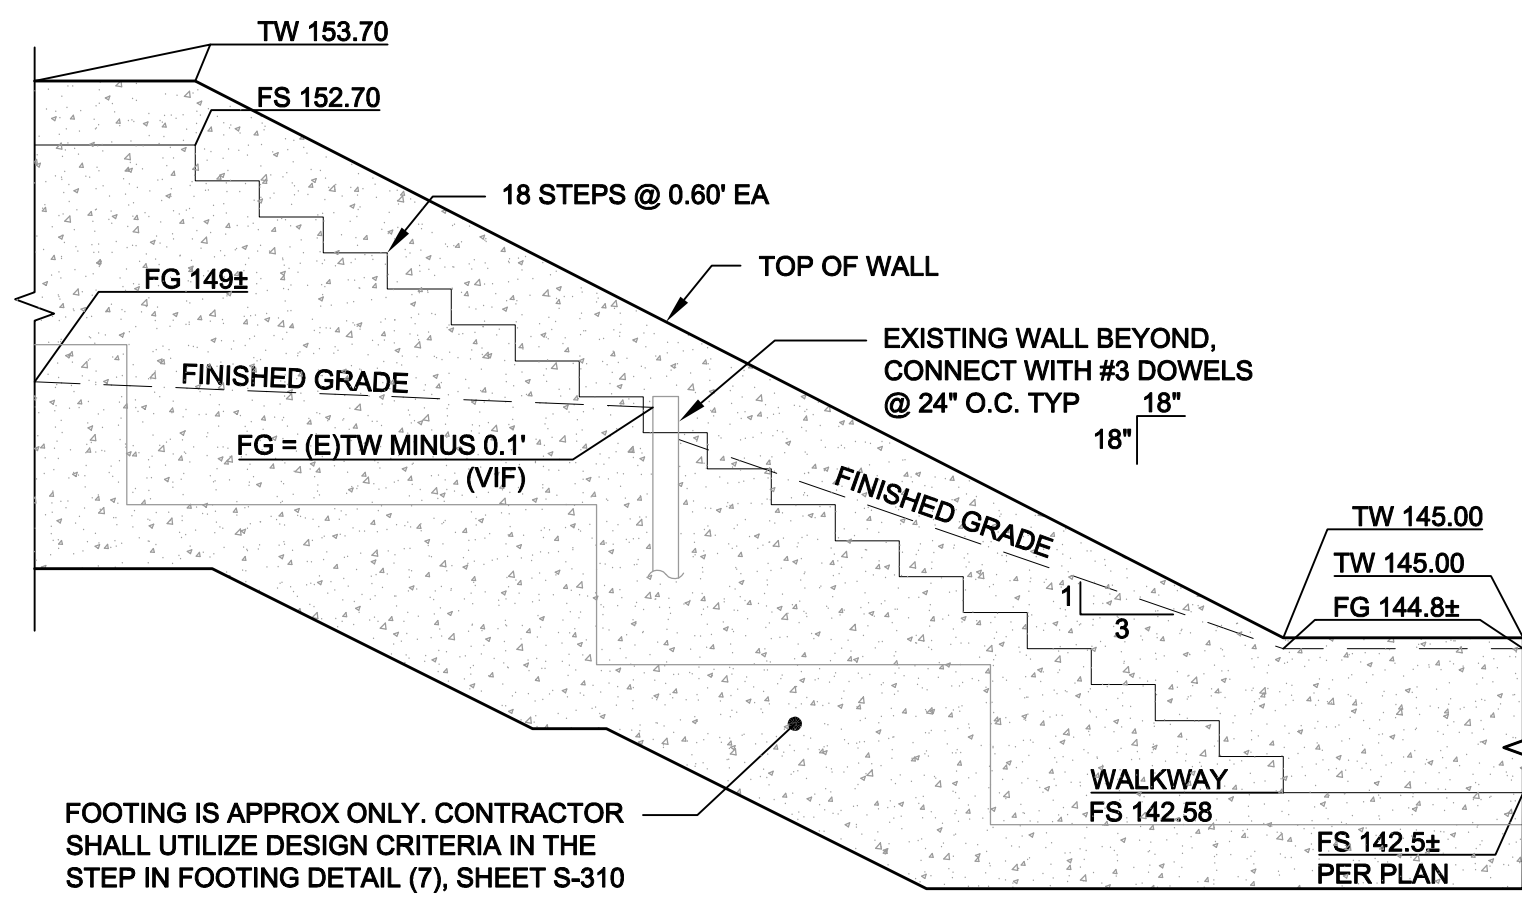 TW 153.70
FS 152.70
18 STEPS @ 0.60' EA
TOP OF WALL
FG 149±
EXISTING WALL BEYOND,
CONNECT WITH #3 DOWELS
@ 24" O.C. TYP
18"
18"
FINISHED GRADE
FG = (E)TW MINUS 0.1'
(VIF)
FINISHED GRADE
TW 145.00
TW 145.00
FG 144.8±
1
3
WALKWAY
FS 142.58
FS 142.5±
PER PLAN
FOOTING IS APPROX ONLY. CONTRACTOR
SHALL UTILIZE DESIGN CRITERIA IN THE
STEP IN FOOTING DETAIL (7), SHEET S-310